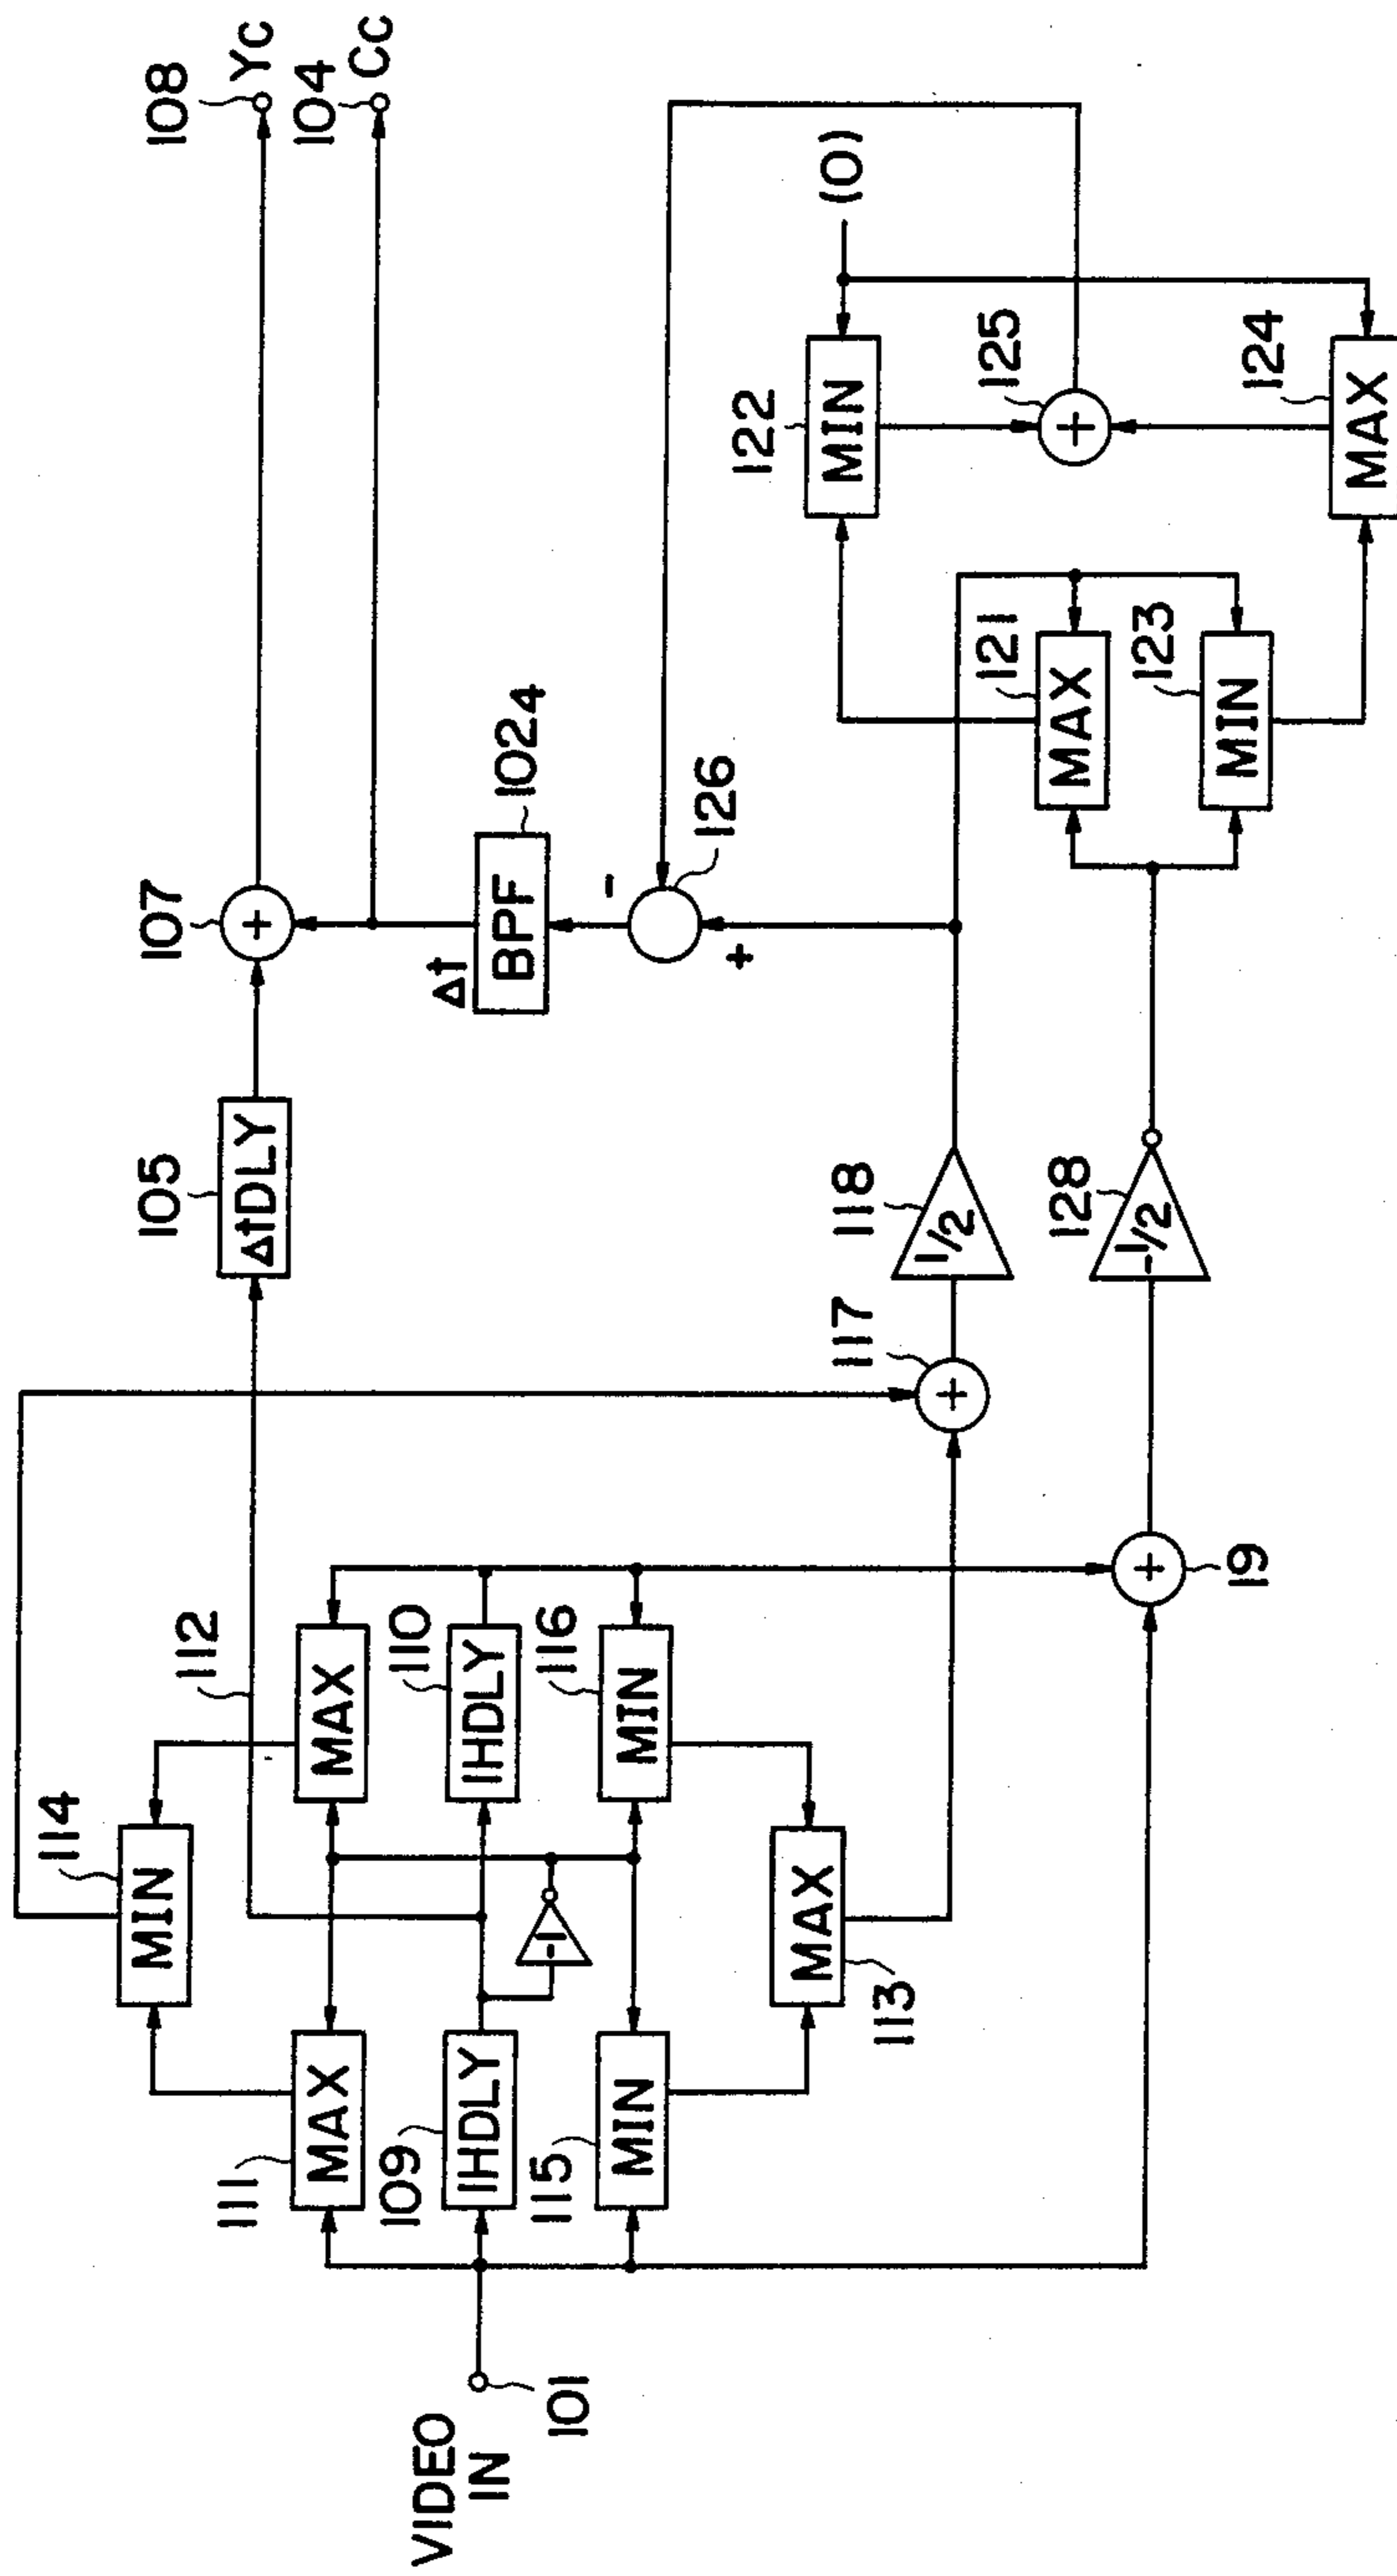 VIDEO
IN
101
111
MAX
109
1HDLY
115
MIN
114
MIN
-1
MAX
113
112
MAX
110
1HDLY
116
MIN
19
+
117
+
105
ΔtDLY
118
1/2
128
-1/2
107
+
Δt
BPF
1024
-
+
126
121
MAX
123
MIN
122
MIN
125
+
124
MAX
(0)
108
Yc
104
Cc